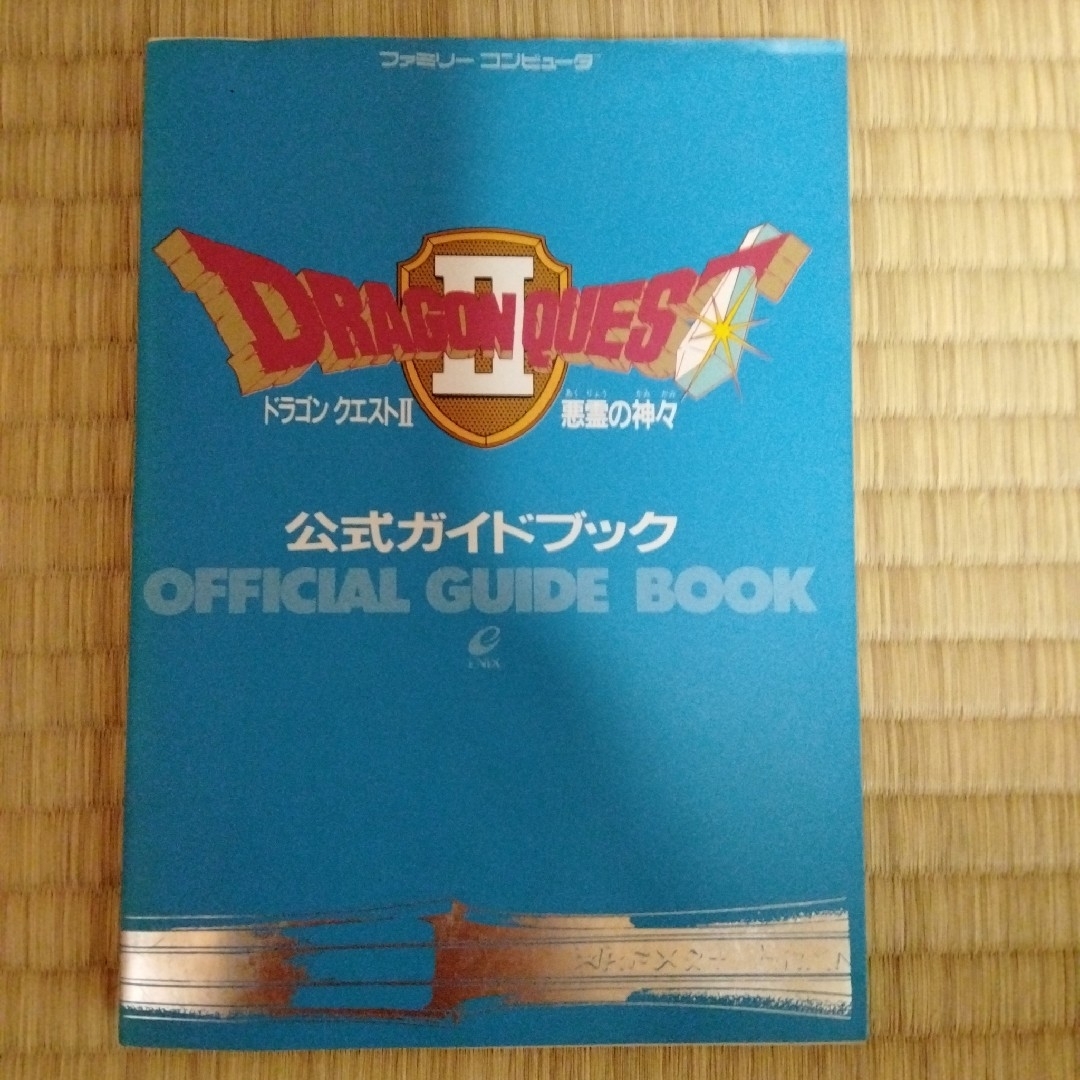 ファミリー コンピュータ
DRAGON QUEST
II
ドラゴン クエストII
あくりょう かみがみ
悪霊の神々
公式ガイドブック
OFFICIAL GUIDE BOOK
e
ENIX